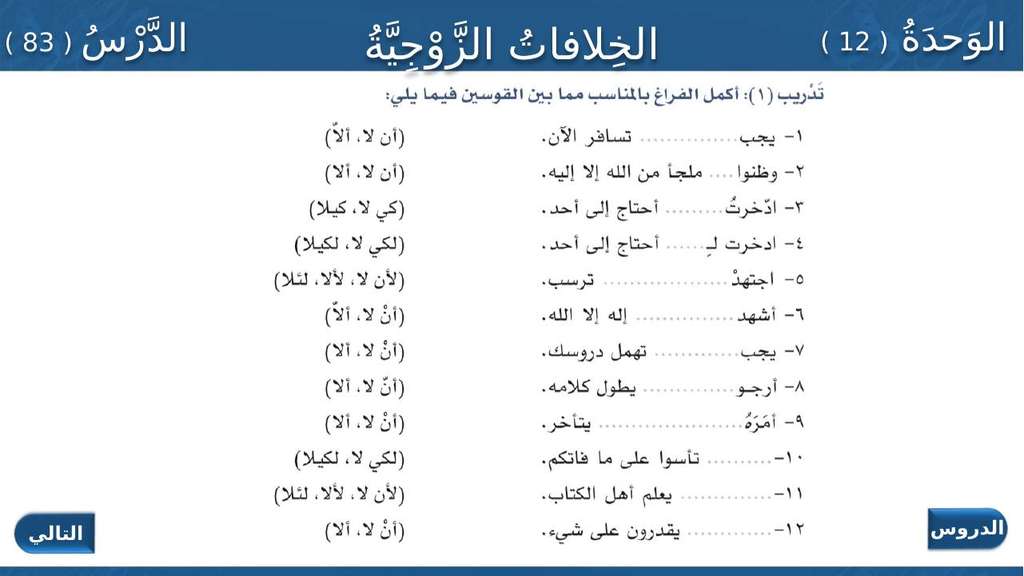 الوَحدَةُ ( 12 ) الخِلافاتُ الزَّوْجِيَّةُ الدَّرْسُ ( 83 )
تَدْريب (١): أكمل الفراغ بالمناسب مما بين القوسين فيما يلي:
١- يجب............... تسافر الآن. (أن لا، ألاّ)
٢- وظنوا.... ملجأ من الله إلا إليه. (أن لا، ألا)
٣- ادّخرتُ......... أحتاج إلى أحد. (كي لا، كيلا)
٤- ادخرت لـِ...... أحتاج إلى أحد. (لكي لا، لكيلا)
٥- اجتهدْ................... ترسب. (لأن لا، لألا، لئلا)
٦- أشهد............... إله إلا الله. (أنْ لا، ألاّ)
٧- يجب............. تهمل دروسك. (أنْ لا، ألا)
٨- أرجـو.............. يطول كلامه. (أنّ لا، ألا)
٩- أمَرَهُ...................... يتأخر. (أنْ لا، ألا)
١٠-.......... تأسوا على ما فاتكم. (لكي لا، لكيلا)
١١-.............. يعلم أهل الكتاب. (لأن لا، لألا، لئلا)
١٢-............. يقدرون على شيء. (أنْ لا، ألا)
الدروس
التالي